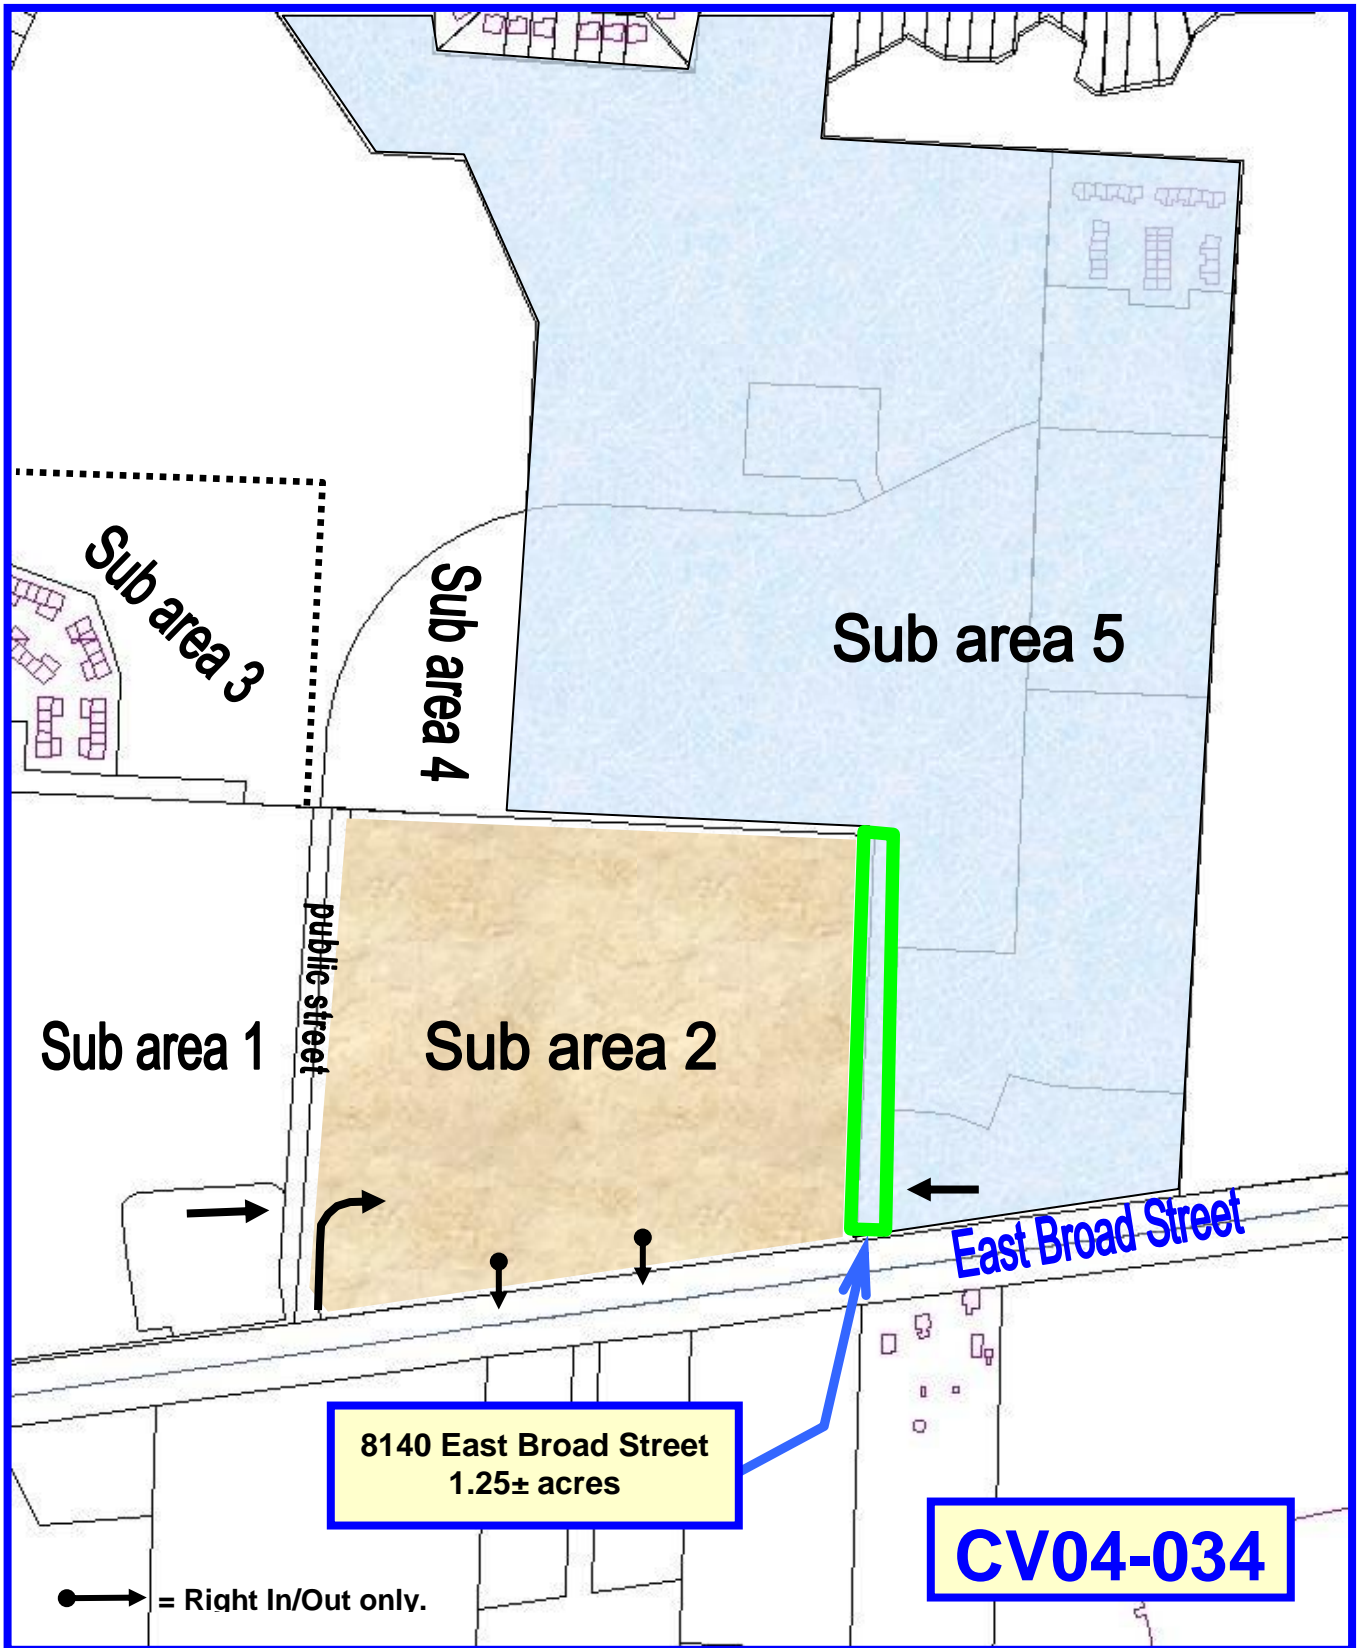 Sub area 3
Sub area 4
Sub area 5
public street
Sub area 1
Sub area 2
East Broad Street
8140 East Broad Street
1.25± acres
CV04-034
= Right In/Out only.